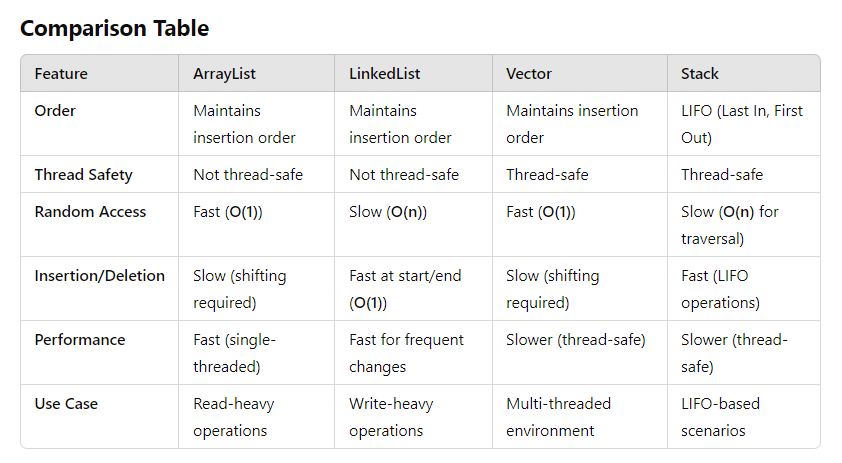 Comparison Table
Feature ArrayList LinkedList Vector Stack
Order Maintains Maintains Maintains insertion LIFO (Last In, First
insertion order insertion order order Out)
Thread Safety Not thread-safe Not thread-safe Thread-safe Thread-safe
Random Access Fast (O(1)) Slow (O(n)) Fast (O(1)) Slow (O(n) for
traversal)
Insertion/Deletion Slow (shifting Fast at start/end Slow (shifting Fast (LIFO
required) (O(1)) required) operations)
Performance Fast (single- Fast for frequent Slower (thread-safe) Slower (thread-
threaded) changes safe)
Use Case Read-heavy Write-heavy Multi-threaded LIFO-based
operations operations environment scenarios